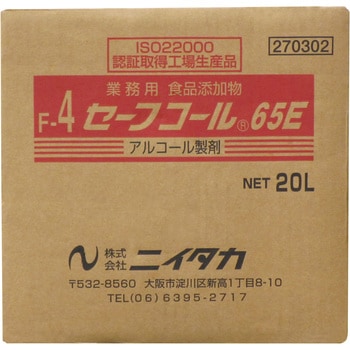 ISO22000
認証取得工場生産品
270302
業務用 食品添加物
F-4 セーフコール® 65E
アルコール製剤
NET 20L
株式会社 ニイタカ
〒532-8560 大阪市淀川区新高1丁目8-10
TEL(06)6395-2717